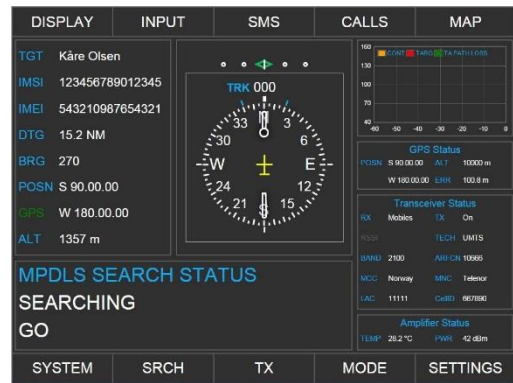 DISPLAY INPUT SMS CALLS MAP
TGT Kåre Olsen
IMSI 123456789012345
IMEI 543210987654321
DTG 15.2 NM
BRG 270
POSN S 90.00.00
GPS W 180.00.00
ALT 1357 m
TRK 000
33 N 3
30 6
W E
24 12
21 S 15
160 CONT TARG TA PATH LOSS
130
100
70
40
-60 -50 -40 -30 -20 -10 0
GPS Status
POSN S 90.00.00 ALT 10000 m
W 180.00.00 ERR 100.8 m
Transceiver Status
RX Mobiles TX On
RSSI TECH UMTS
BAND 2100 ARFCN 10666
MCC Norway MNC Telenor
LAC 11111 CellID 667890
Amplifier Status
TEMP 28.2 °C PWR 42 dBm
MPDLS SEARCH STATUS
SEARCHING
GO
SYSTEM SRCH TX MODE SETTINGS